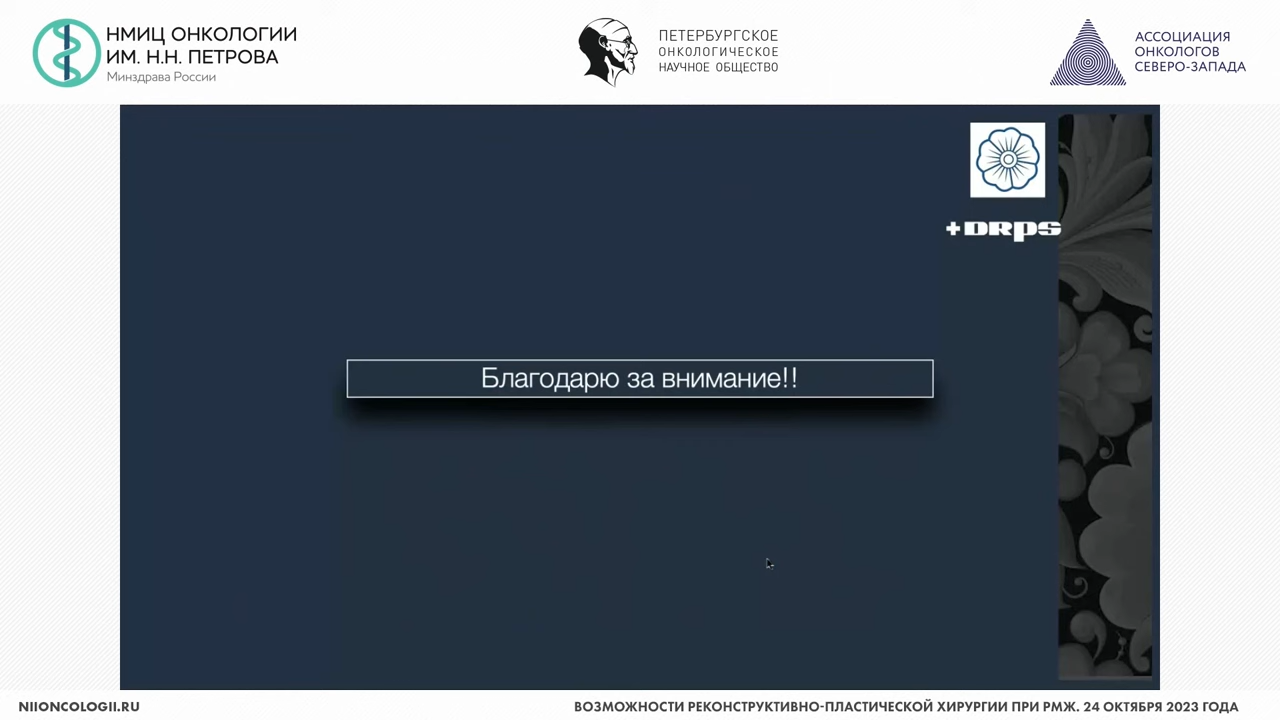 НМИЦ ОНКОЛОГИИ
ИМ. Н.Н. ПЕТРОВА
Минздрава России
ПЕТЕРБУРГСКОЕ
ОНКОЛОГИЧЕСКОЕ
НАУЧНОЕ ОБЩЕСТВО
АССОЦИАЦИЯ
ОНКОЛОГОВ
СЕВЕРО-ЗАПАДА
+DRPS
Благодарю за внимание!!
NIIONCOLOGII.RU
ВОЗМОЖНОСТИ РЕКОНСТРУКТИВНО-ПЛАСТИЧЕСКОЙ ХИРУРГИИ ПРИ РМЖ. 24 ОКТЯБРЯ 2023 ГОДА